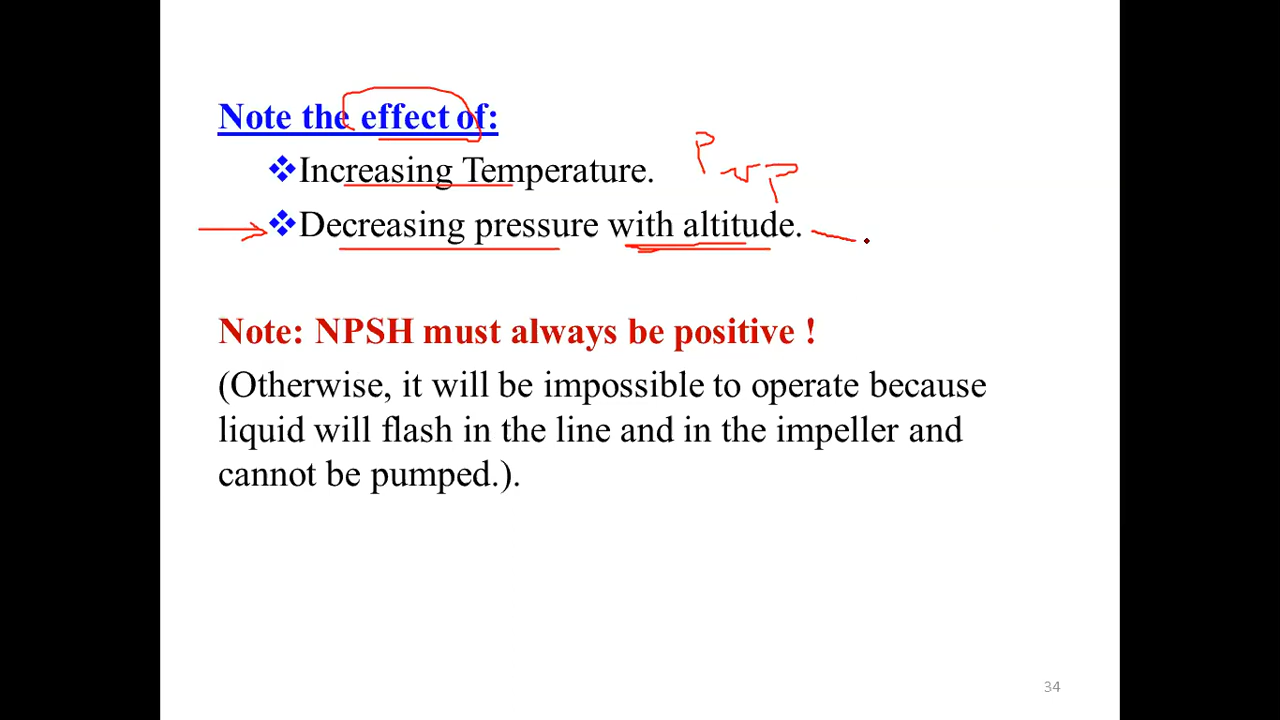 Note the effect of:
❖Increasing Temperature.
P vp
❖Decreasing pressure with altitude.
Note: NPSH must always be positive !
(Otherwise, it will be impossible to operate because
liquid will flash in the line and in the impeller and
cannot be pumped.).
34